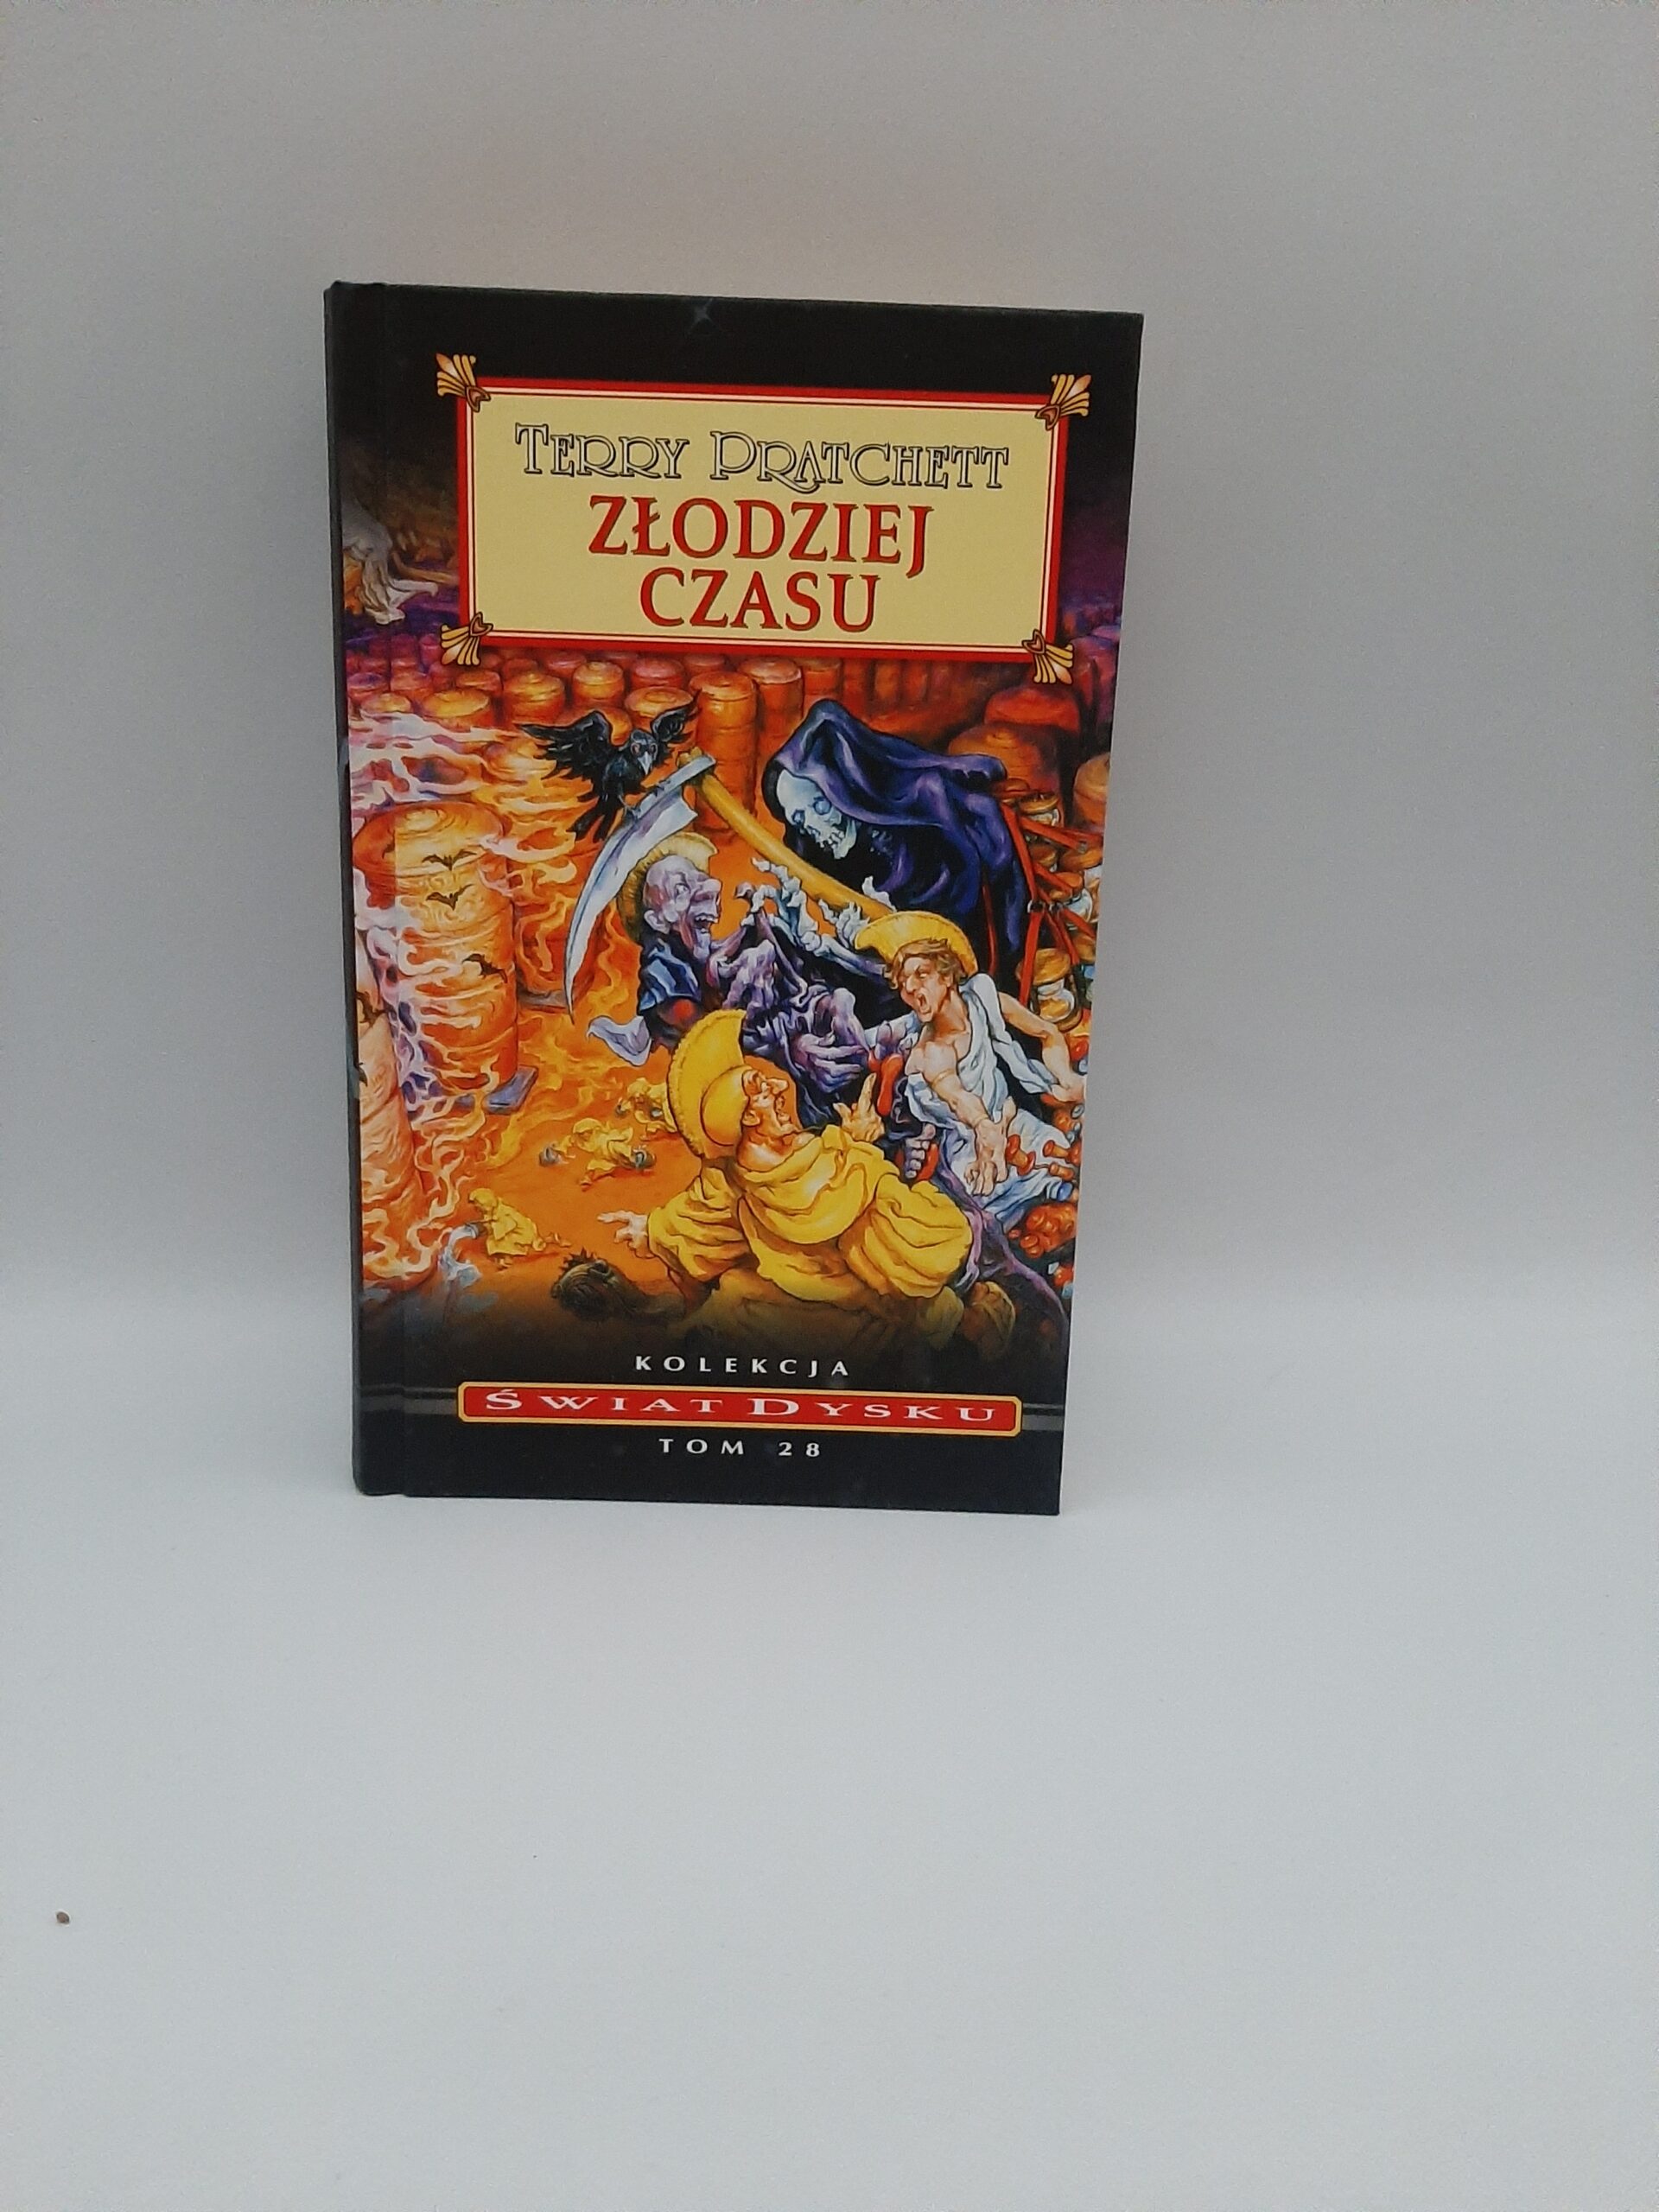 TERRY PRATCHETT
ZŁODZIEJ
CZASU
KOLEKCJA
ŚWIAT DYSKU
TOM 28